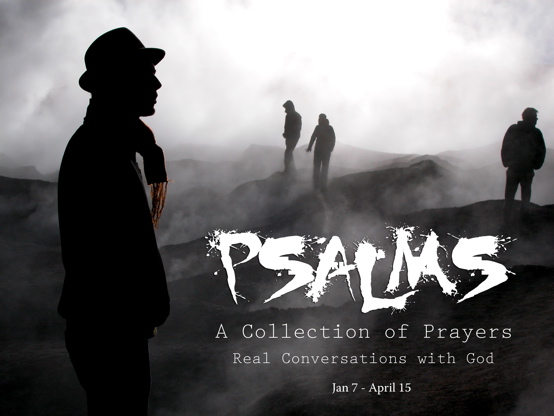 PSALMS
A Collection of Prayers
Real Conversations with God
Jan 7 - April 15